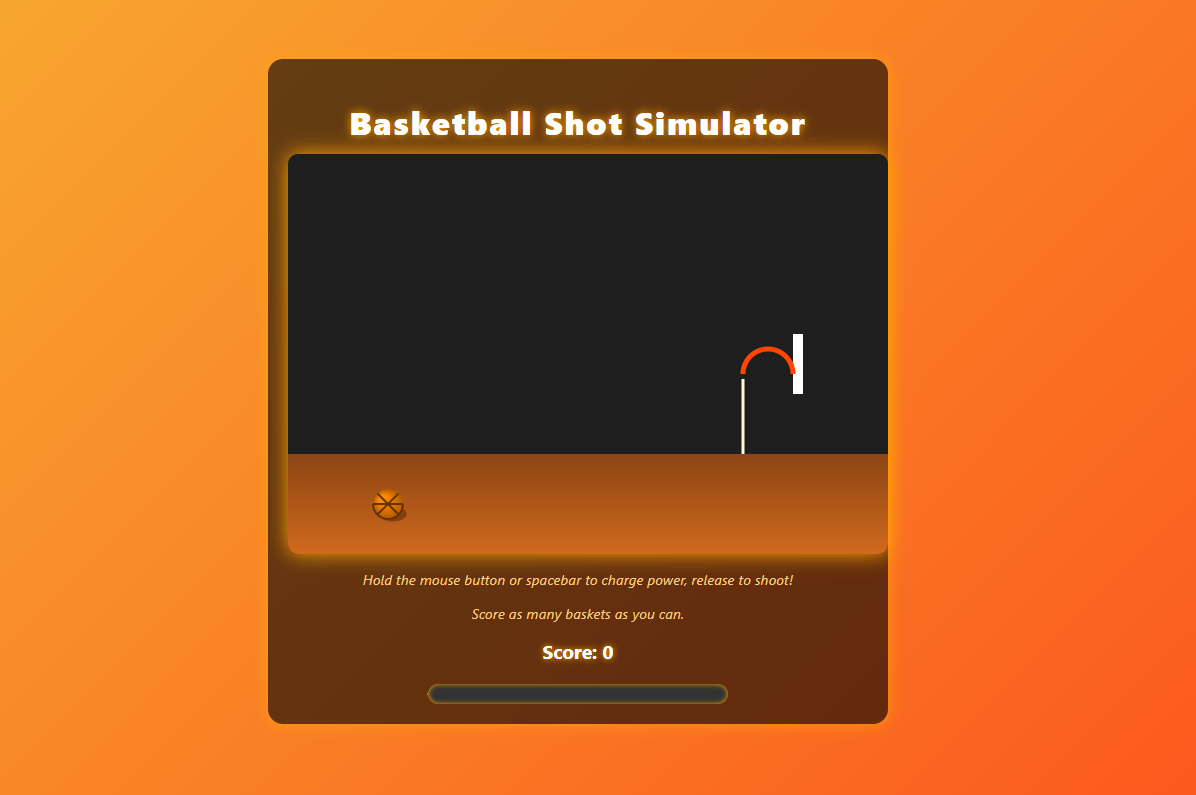 Basketball Shot Simulator
Hold the mouse button or spacebar to charge power, release to shoot!
Score as many baskets as you can.
Score: 0